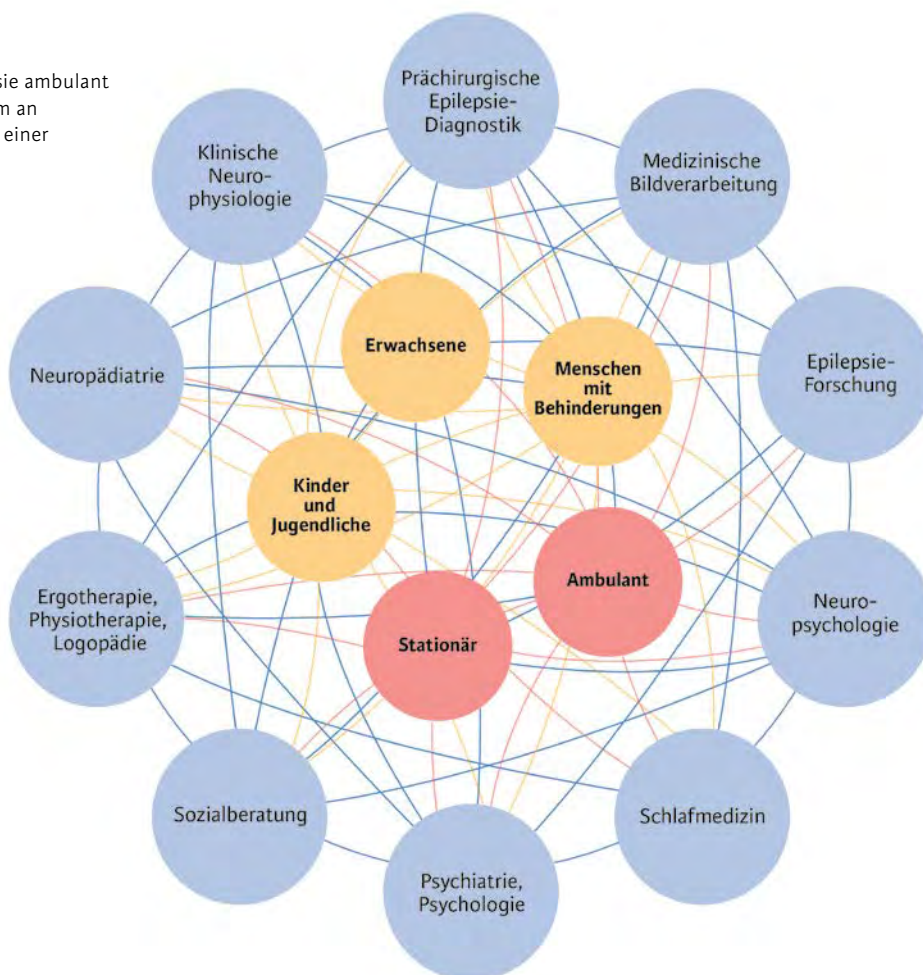 sie ambulant
m an
einer
Prächirurgische
Epilepsie-
Diagnostik
Klinische
Neuro-
physiologie
Medizinische
Bildverarbeitung
Erwachsene
Menschen
mit
Behinderungen
Neuropädiatrie
Epilepsie-
Forschung
Kinder
und
Jugendliche
Ambulant
Ergotherapie,
Physiotherapie,
Logopädie
Neuro-
psychologie
Stationär
Sozialberatung
Schlafmedizin
Psychiatrie,
Psychologie